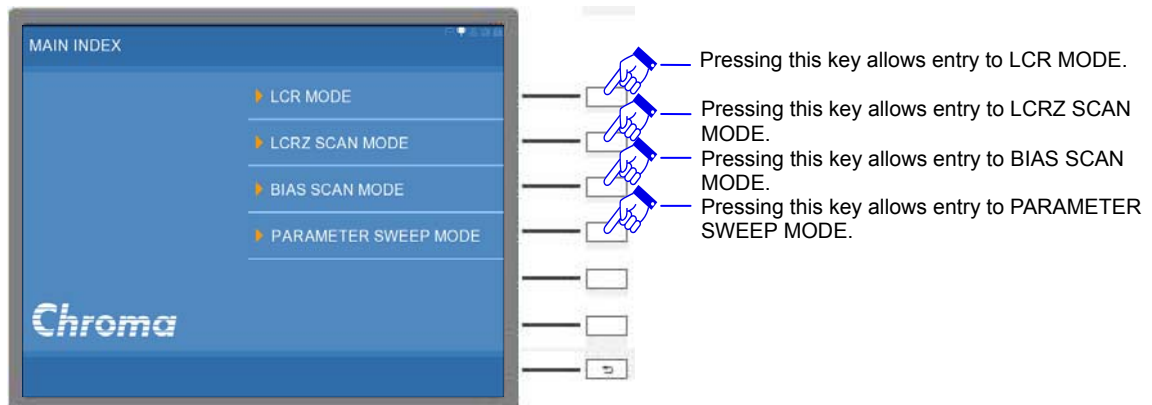 MAIN INDEX
LCR MODE
LCRZ SCAN MODE
BIAS SCAN MODE
PARAMETER SWEEP MODE
Chroma
Pressing this key allows entry to LCR MODE.
Pressing this key allows entry to LCRZ SCAN
MODE.
Pressing this key allows entry to BIAS SCAN
MODE.
Pressing this key allows entry to PARAMETER
SWEEP MODE.